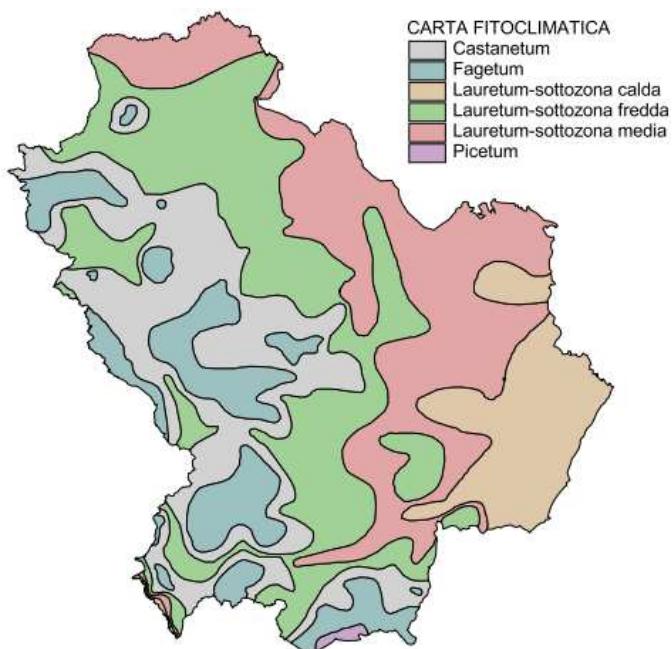 CARTA FITOCLIMATICA
Castanetum
Fagetum
Lauretum-sottozona calda
Lauretum-sottozona fredda
Lauretum-sottozona media
Picetum